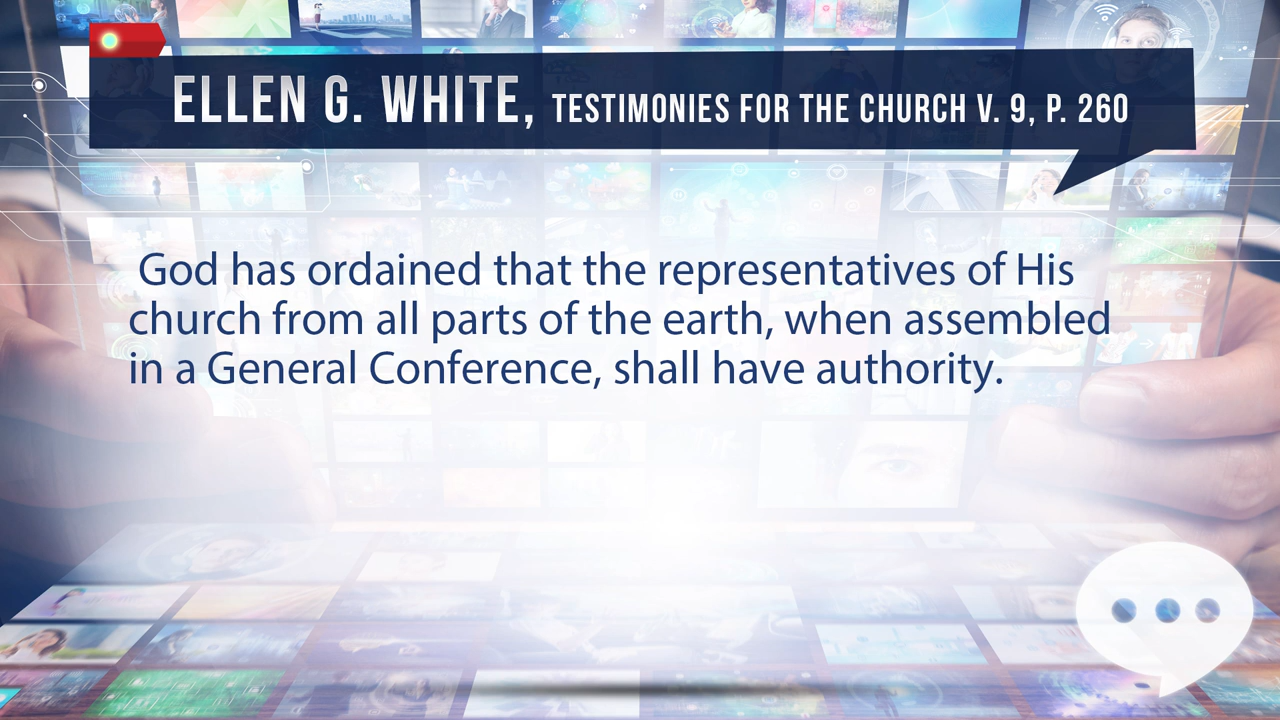 ELLEN G. WHITE, TESTIMONIES FOR THE CHURCH V. 9, P. 260
God has ordained that the representatives of His
church from all parts of the earth, when assembled
in a General Conference, shall have authority.